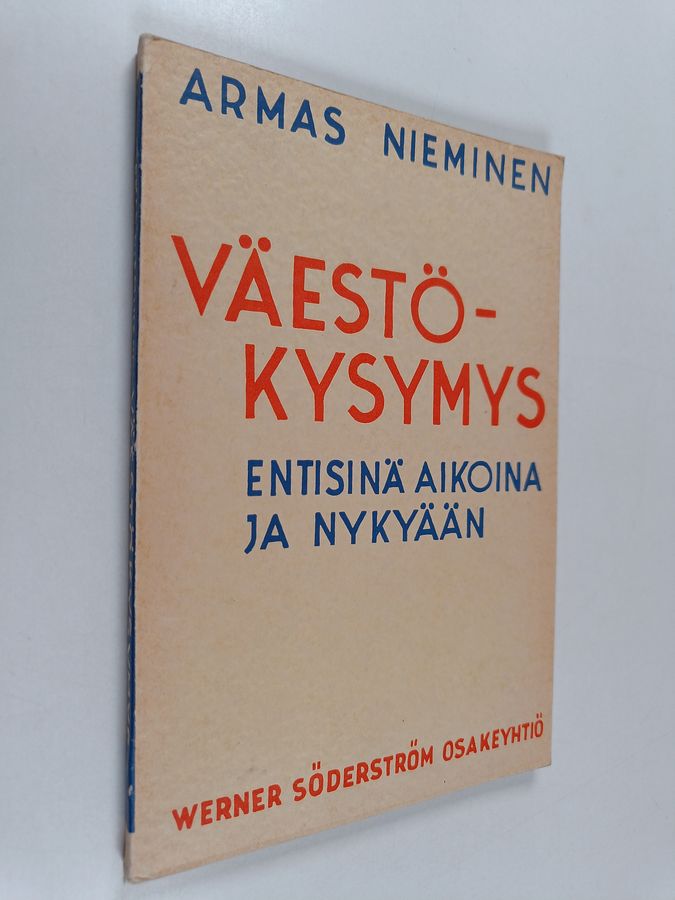 ARMAS NIEMINEN
VÄESTÖ-
KYSYMYS
ENTISINÄ AIKOINA
JA NYKYÄÄN
WERNER SÖDERSTRÖM OSAKEYHTIÖ